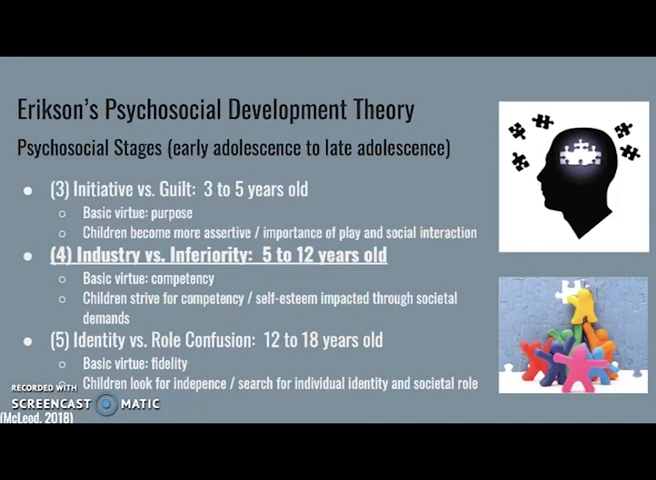 Erikson's Psychosocial Development Theory
Psychosocial Stages (early adolescence to late adolescence)
● (3) Initiative vs. Guilt: 3 to 5 years old
○ Basic virtue: purpose
○ Children become more assertive / importance of play and social interaction
● (4) Industry vs. Inferiority: 5 to 12 years old
○ Basic virtue: competency
○ Children strive for competency / self-esteem impacted through societal
demands
● (5) Identity vs. Role Confusion: 12 to 18 years old
○ Basic virtue: fidelity
○ Children look for indepence / search for individual identity and societal role
RECORDED WITH
SCREENCAST MATIC
(McLeod, 2018)